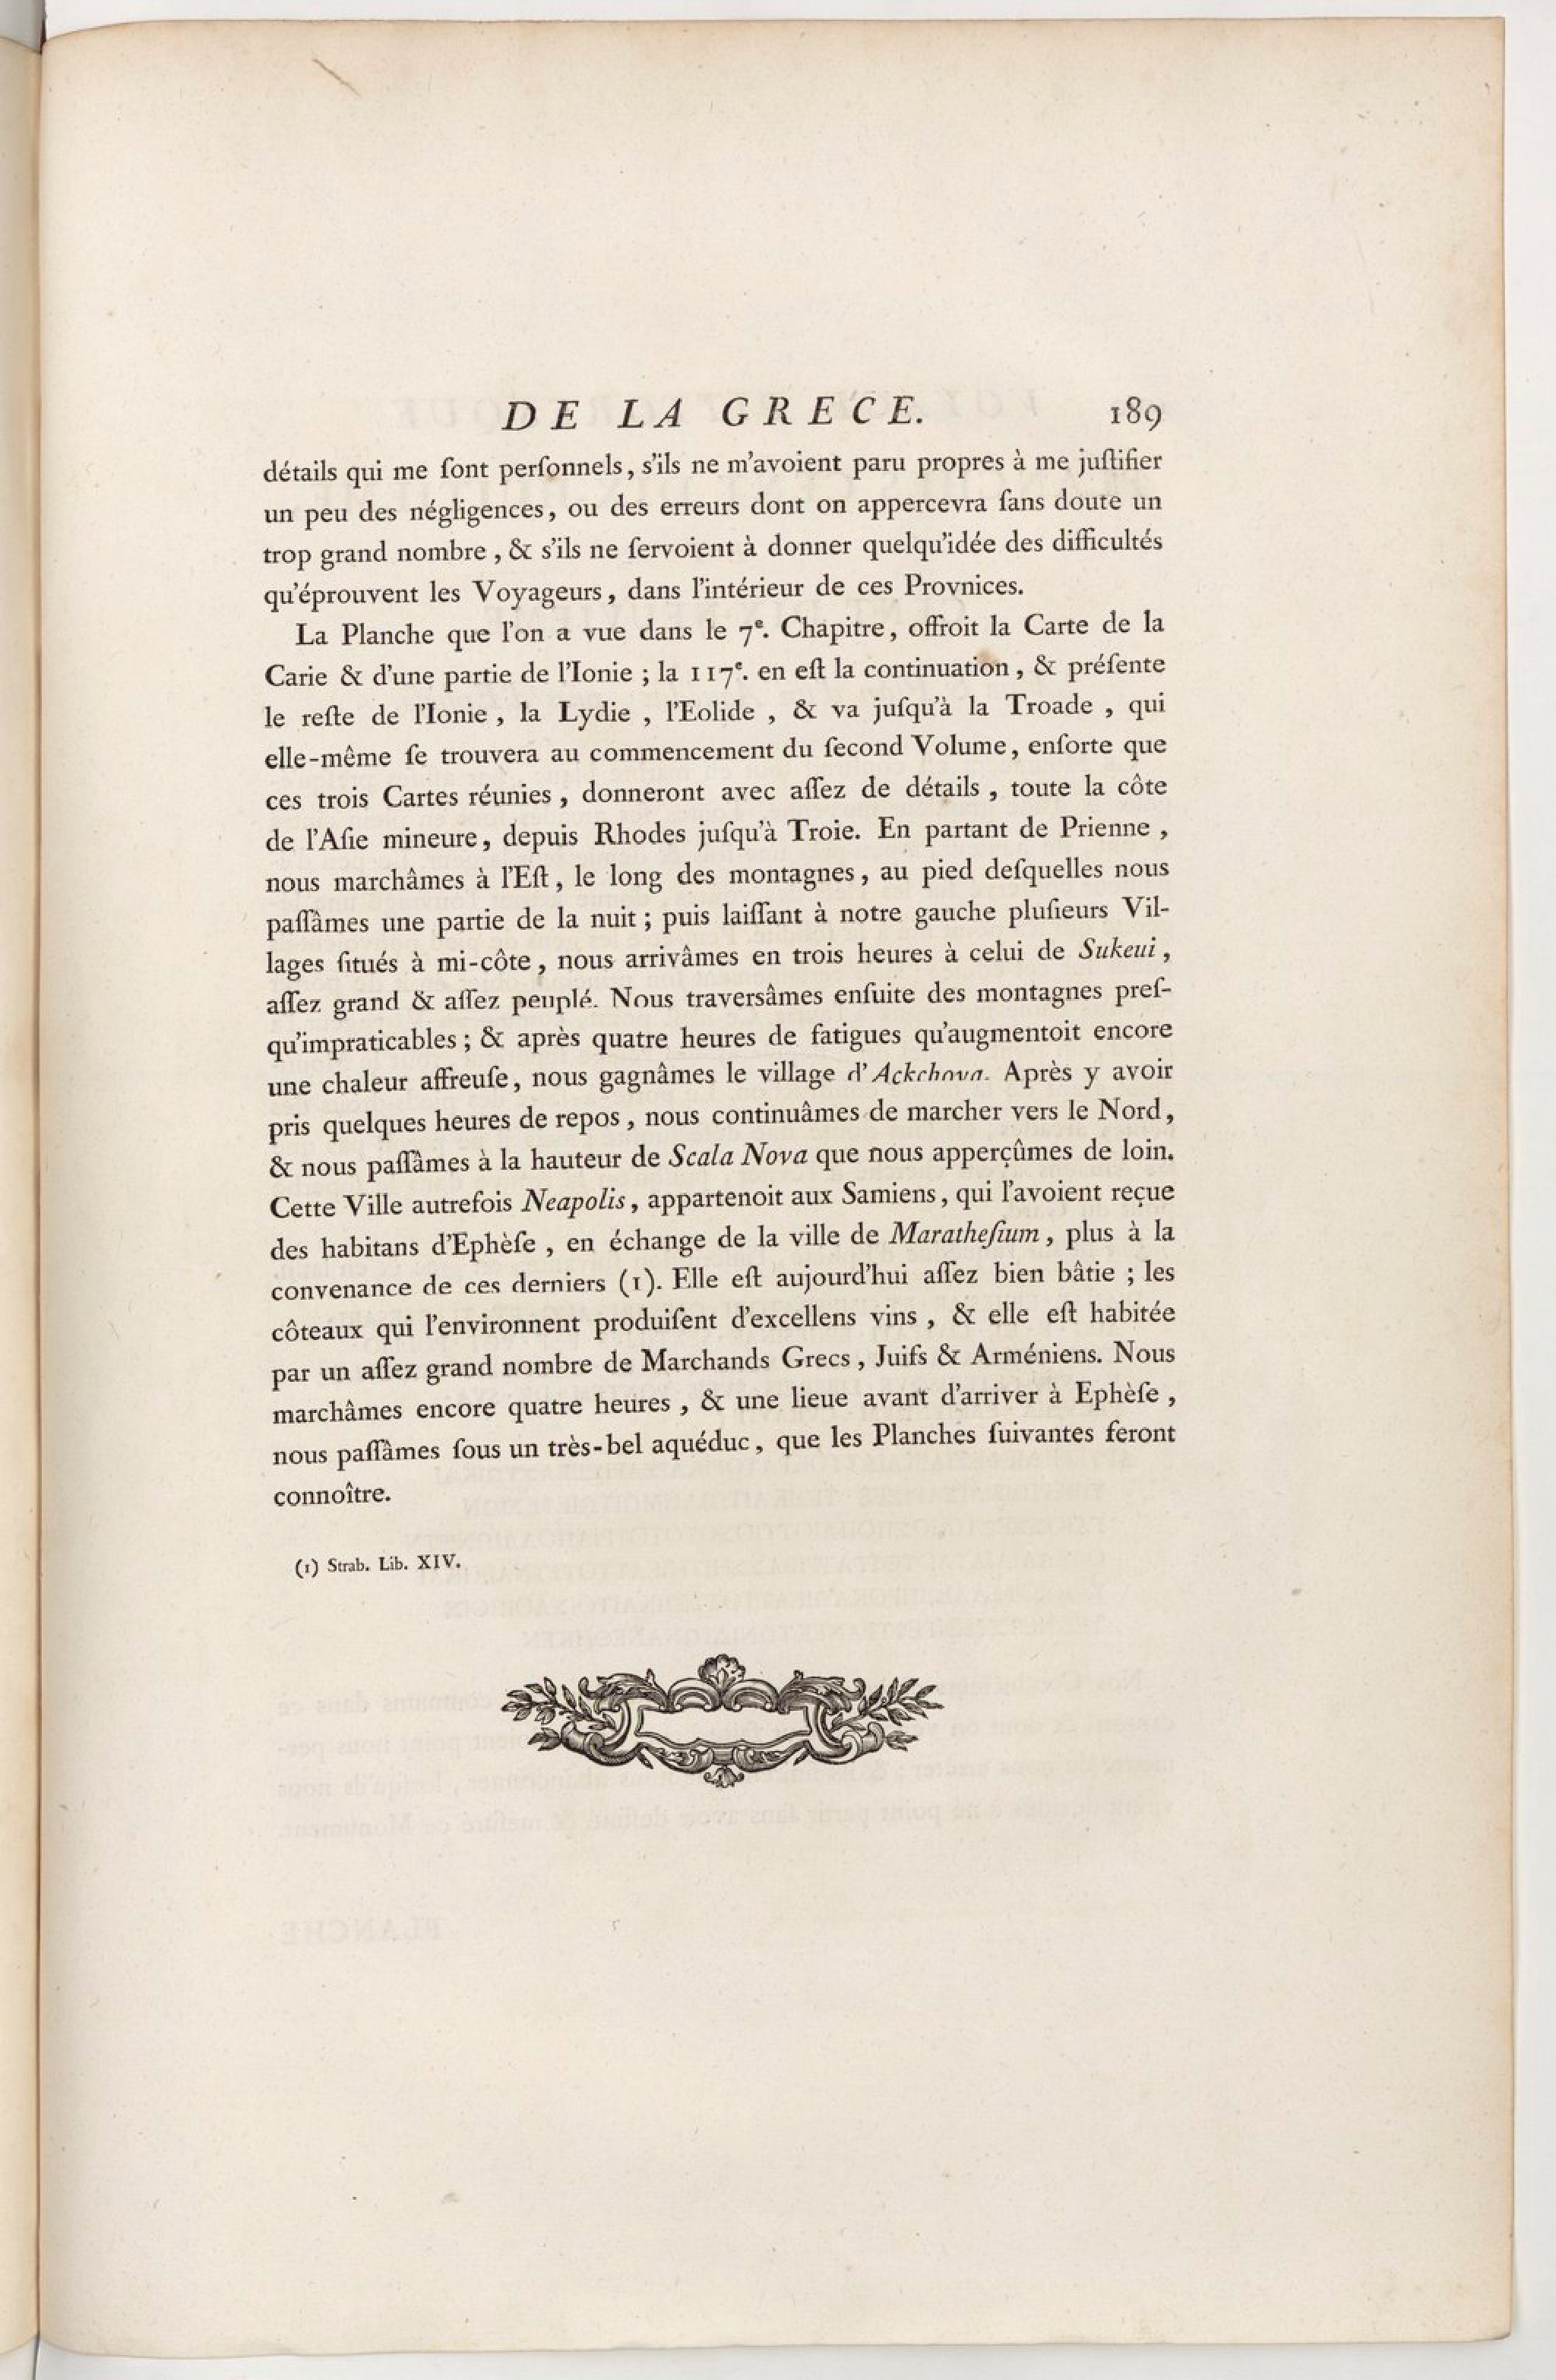 DE LA GRECE. 189
détails qui me ſont perſonnels, s'ils ne m'avoient paru propres à me juſtifier
un peu des négligences, ou des erreurs dont on appercevra ſans doute un
trop grand nombre, & s'ils ne ſervoient à donner quelqu'idée des difficultés
qu'éprouvent les Voyageurs, dans l'intérieur de ces Provnices.
La Planche que l'on a vue dans le 7e. Chapitre, offroit la Carte de la
Carie & d'une partie de l'Ionie ; la 117e. en eſt la continuation, & préſente
le reſte de l'Ionie, la Lydie, l'Eolide, & va juſqu'à la Troade, qui
elle-même ſe trouvera au commencement du ſecond Volume, enſorte que
ces trois Cartes réunies, donneront avec aſſez de détails, toute la côte
de l'Aſie mineure, depuis Rhodes juſqu'à Troie. En partant de Prienne,
nous marchâmes à l'Eſt, le long des montagnes, au pied deſquelles nous
paſſâmes une partie de la nuit ; puis laiſſant à notre gauche pluſieurs Vil-
lages ſitués à mi-côte, nous arrivâmes en trois heures à celui de Sukeui,
aſſez grand & aſſez peuplé. Nous traversâmes enſuite des montagnes preſ-
qu'impraticables ; & après quatre heures de fatigues qu'augmentoit encore
une chaleur affreuſe, nous gagnâmes le village d'Ackchova. Après y avoir
pris quelques heures de repos, nous continuâmes de marcher vers le Nord,
& nous paſſâmes à la hauteur de Scala Nova que nous apperçûmes de loin.
Cette Ville autrefois Neapolis, appartenoit aux Samiens, qui l'avoient reçue
des habitans d'Ephèſe, en échange de la ville de Maratheſium, plus à la
convenance de ces derniers (1). Elle eſt aujourd'hui aſſez bien bâtie ; les
côteaux qui l'environnent produiſent d'excellens vins, & elle eſt habitée
par un aſſez grand nombre de Marchands Grecs, Juifs & Arméniens. Nous
marchâmes encore quatre heures, & une lieue avant d'arriver à Ephèſe,
nous paſſâmes ſous un très-bel aquéduc, que les Planches ſuivantes feront
connoître.
(1) Strab. Lib. XIV.